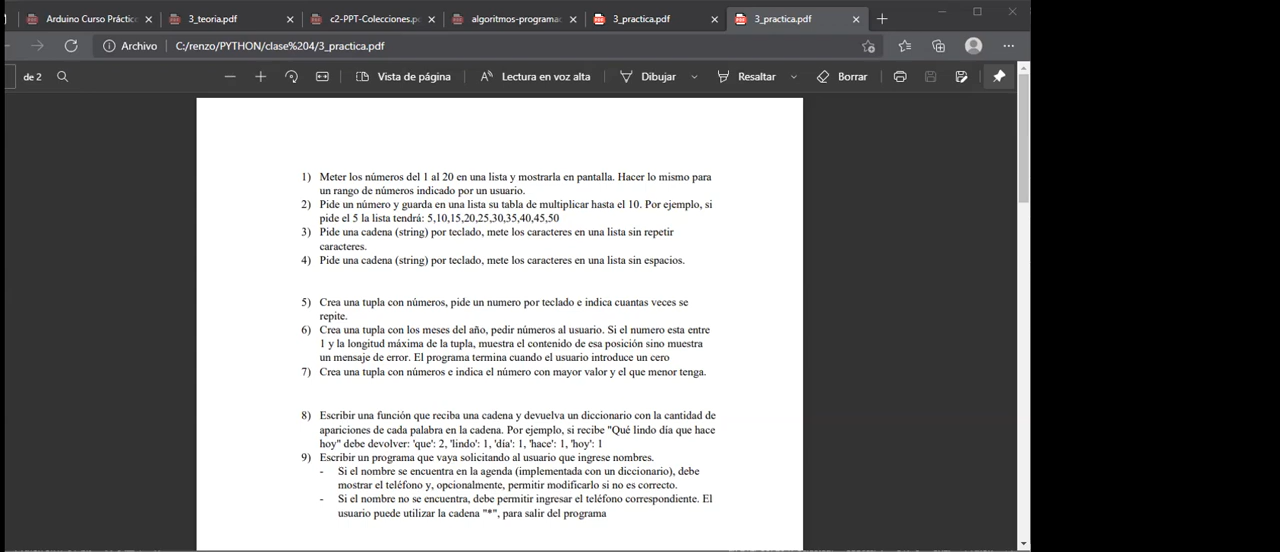 Arduino Curso Práctic
3_teoria.pdf
c2-PPT-Colecciones.p
algoritmos-programa
3_practica.pdf
3_practica.pdf
Archivo
C:/renzo/PYTHON/clase%204/3_practica.pdf
de 2
Vista de página
Lectura en voz alta
Dibujar
Resaltar
Borrar
1) Meter los números del 1 al 20 en una lista y mostrarla en pantalla. Hacer lo mismo para
un rango de números indicado por un usuario.
2) Pide un número y guarda en una lista su tabla de multiplicar hasta el 10. Por ejemplo, si
pide el 5 la lista tendrá: 5,10,15,20,25,30,35,40,45,50
3) Pide una cadena (string) por teclado, mete los caracteres en una lista sin repetir
caracteres.
4) Pide una cadena (string) por teclado, mete los caracteres en una lista sin espacios.
5) Crea una tupla con números, pide un numero por teclado e indica cuantas veces se
repite.
6) Crea una tupla con los meses del año, pedir números al usuario. Si el numero esta entre
1 y la longitud máxima de la tupla, muestra el contenido de esa posición sino muestra
un mensaje de error. El programa termina cuando el usuario introduce un cero
7) Crea una tupla con números e indica el número con mayor valor y el que menor tenga.
8) Escribir una función que reciba una cadena y devuelva un diccionario con la cantidad de
apariciones de cada palabra en la cadena. Por ejemplo, si recibe "Qué lindo día que hace
hoy" debe devolver: 'que': 2, 'lindo': 1, 'día': 1, 'hace': 1, 'hoy': 1
9) Escribir un programa que vaya solicitando al usuario que ingrese nombres.
- Si el nombre se encuentra en la agenda (implementada con un diccionario), debe
mostrar el teléfono y, opcionalmente, permitir modificarlo si no es correcto.
- Si el nombre no se encuentra, debe permitir ingresar el teléfono correspondiente. El
usuario puede utilizar la cadena "*", para salir del programa